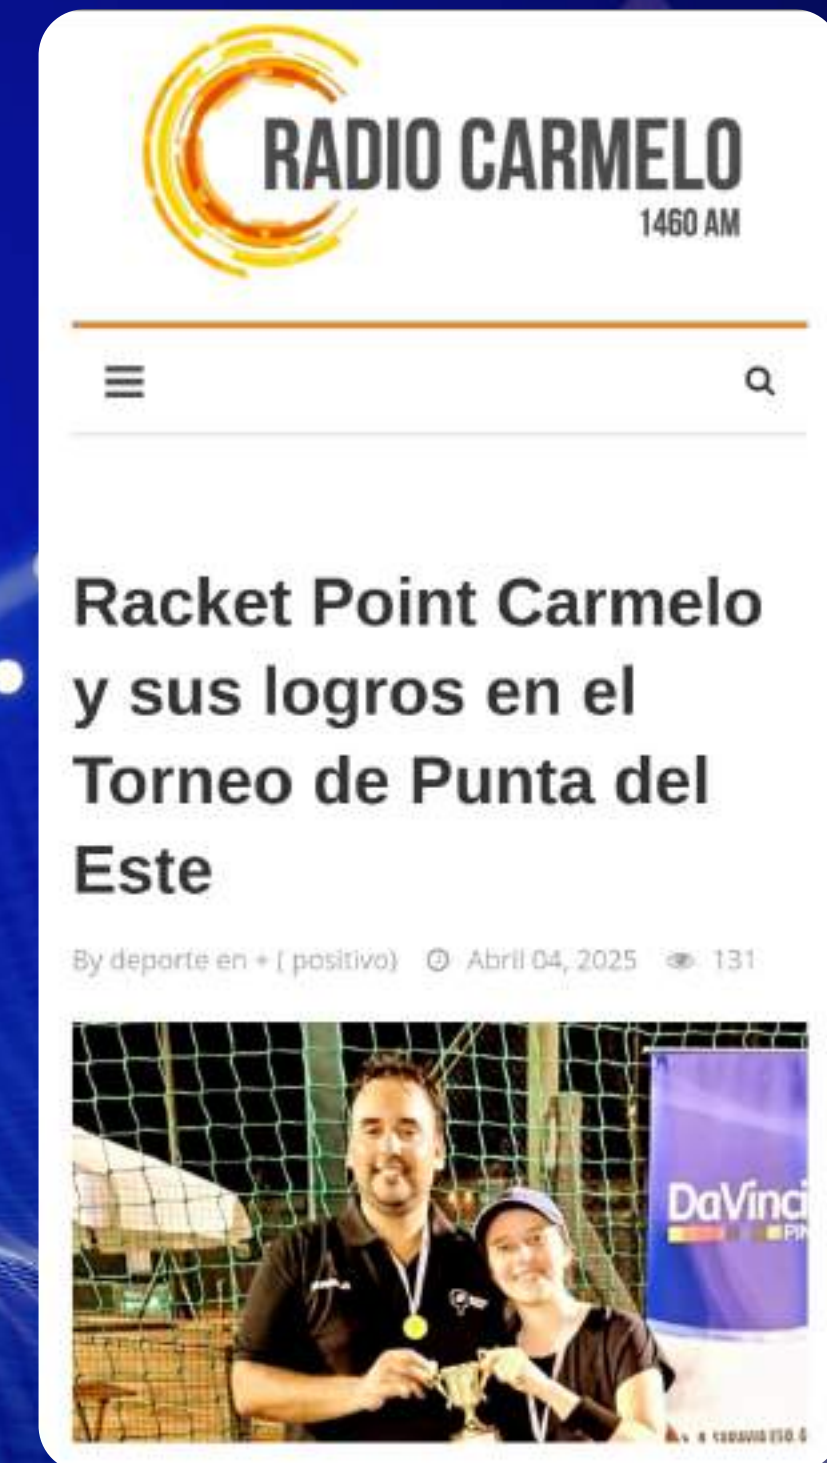 RADIO CARMELO
1460 AM
Racket Point Carmelo
y sus logros en el
Torneo de Punta del
Este
By deporte en + ( positivo) Abril 04, 2025 131
DaVinci
PIN